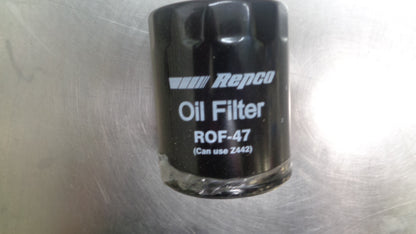 Repco
Oil Filter
ROF-47
(Can use Z442)